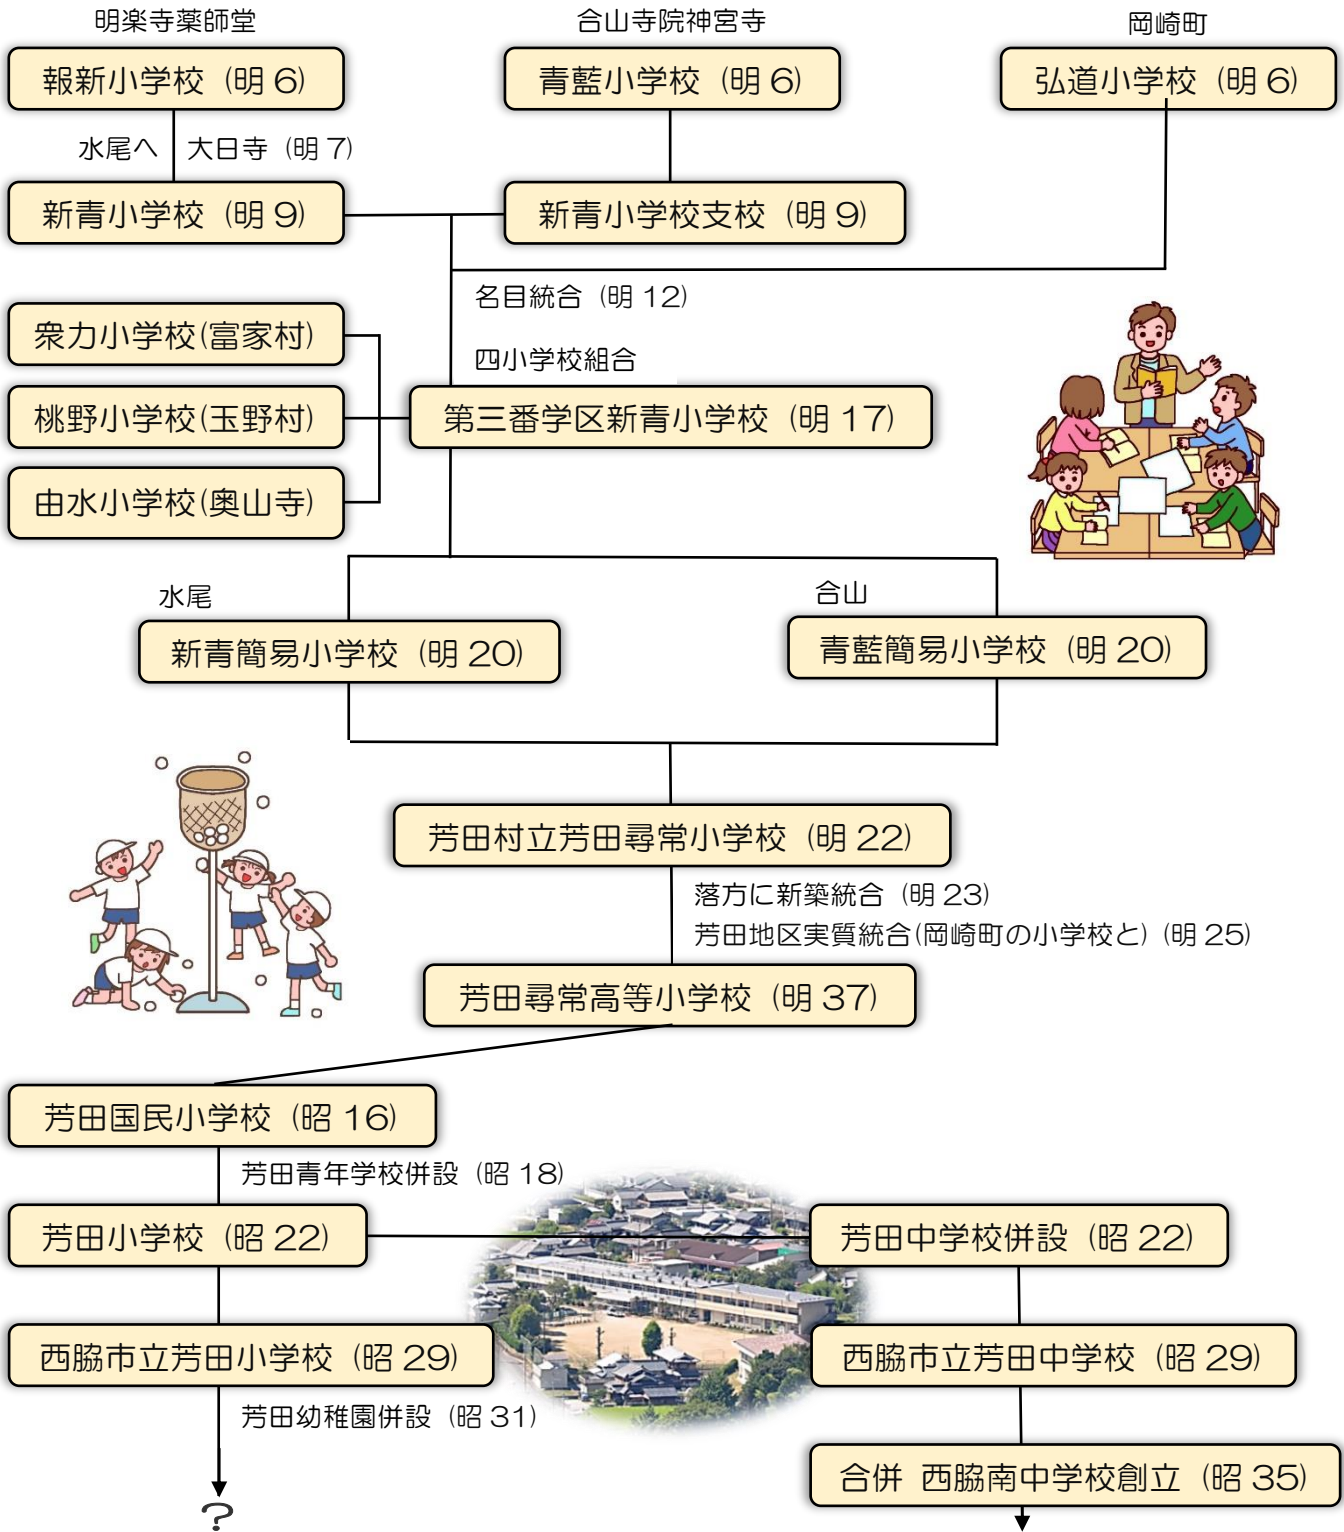 明楽寺薬師堂
合山寺院神宮寺
岡崎町
報新小学校（明 6）
青藍小学校（明 6）
弘道小学校（明 6）
水尾へ
大日寺（明 7）
新青小学校（明 9）
新青小学校支校（明 9）
名目統合（明 12）
衆力小学校(富家村)
四小学校組合
桃野小学校(玉野村)
第三番学区新青小学校（明 17）
由水小学校(奥山寺)
水尾
合山
新青簡易小学校（明 20）
青藍簡易小学校（明 20）
芳田村立芳田尋常小学校（明 22）
落方に新築統合（明 23）
芳田地区実質統合(岡崎町の小学校と)（明 25）
芳田尋常高等小学校（明 37）
芳田国民小学校（昭 16）
芳田青年学校併設（昭 18）
芳田小学校（昭 22）
芳田中学校併設（昭 22）
西脇市立芳田小学校（昭 29）
西脇市立芳田中学校（昭 29）
芳田幼稚園併設（昭 31）
合併 西脇南中学校創立（昭 35）
？